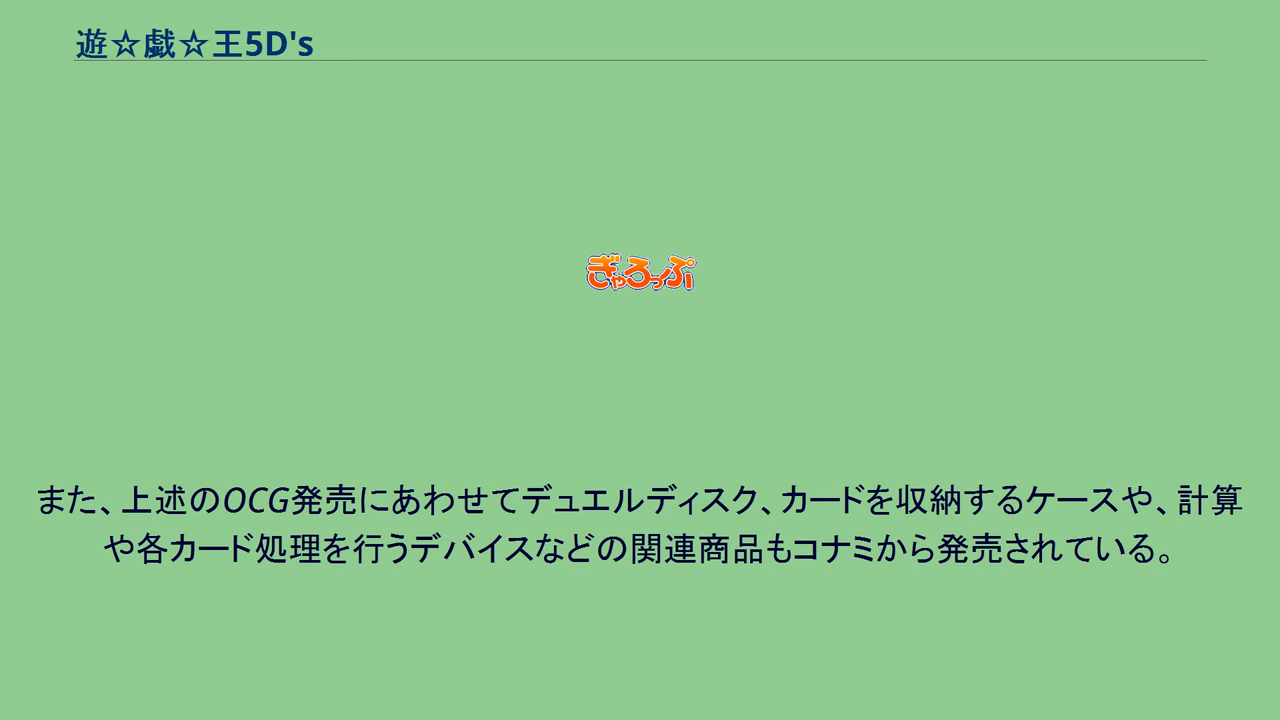 遊☆戯☆王5D's
ぎゃろっぷ
また、上述のOCG発売にあわせてデュエルディスク、カードを収納するケースや、計算
や各カード処理を行うデバイスなどの関連商品もコナミから発売されている。